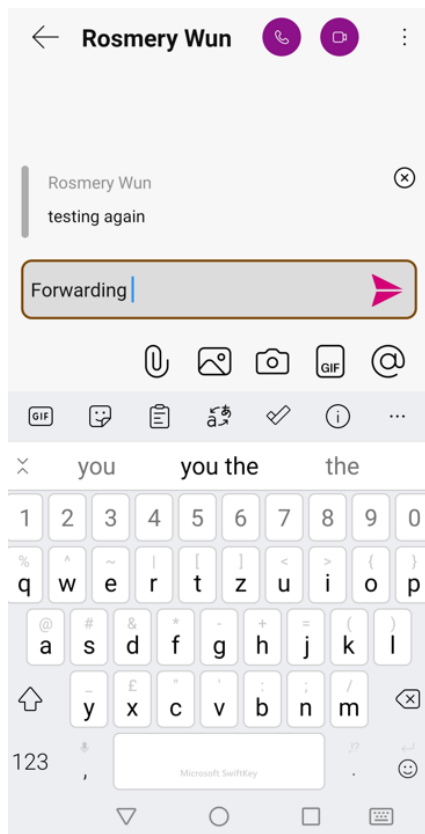 Rosmery Wun
Rosmery Wun
testing again
Forwarding
GIF @
GIF a あ
you you the the
1 2 3 4 5 6 7 8 9 0
% ^ ~ | [ ] < > { }
q w e r t z u i o p
@ # & * - + = ( )
a s d f g h j k l
_ £ " ' : ; /
y x c v b n m
123 , Microsoft SwiftKey . ,!?